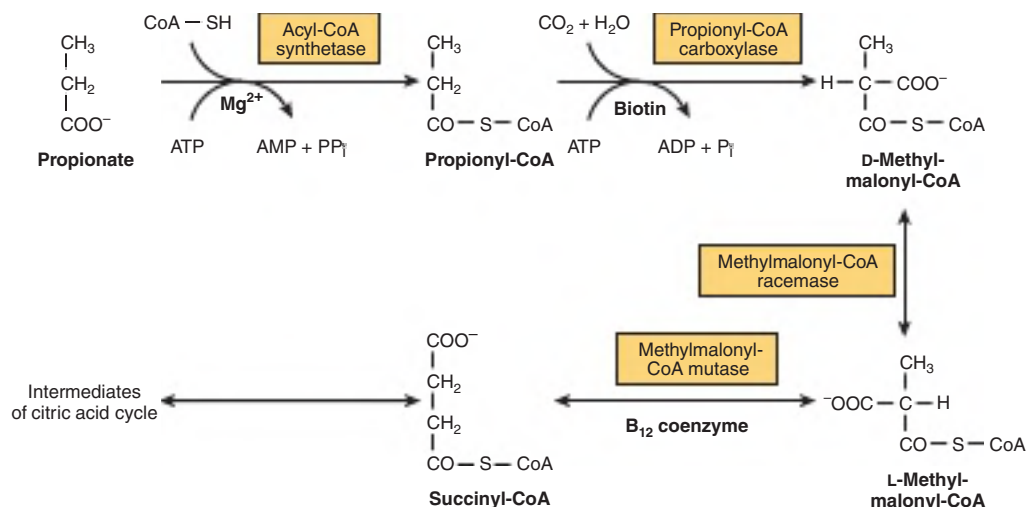 CoA — SH
Acyl-CoA
synthetase
CO2 + H2O
Propionyl-CoA
carboxylase
CH3
CH2
COO−
Propionate
Mg2+
ATP
AMP + PPi
CH3
CH2
CO — S — CoA
Propionyl-CoA
Biotin
ATP
ADP + Pi
CH3
H — C — COO−
CO — S — CoA
D-Methyl-
malonyl-CoA
Methylmalonyl-CoA
racemase
Intermediates
of citric acid cycle
COO−
CH2
CH2
CO — S — CoA
Succinyl-CoA
Methylmalonyl-
CoA mutase
B12 coenzyme
CH3
−OOC — C — H
CO — S — CoA
L-Methyl-
malonyl-CoA